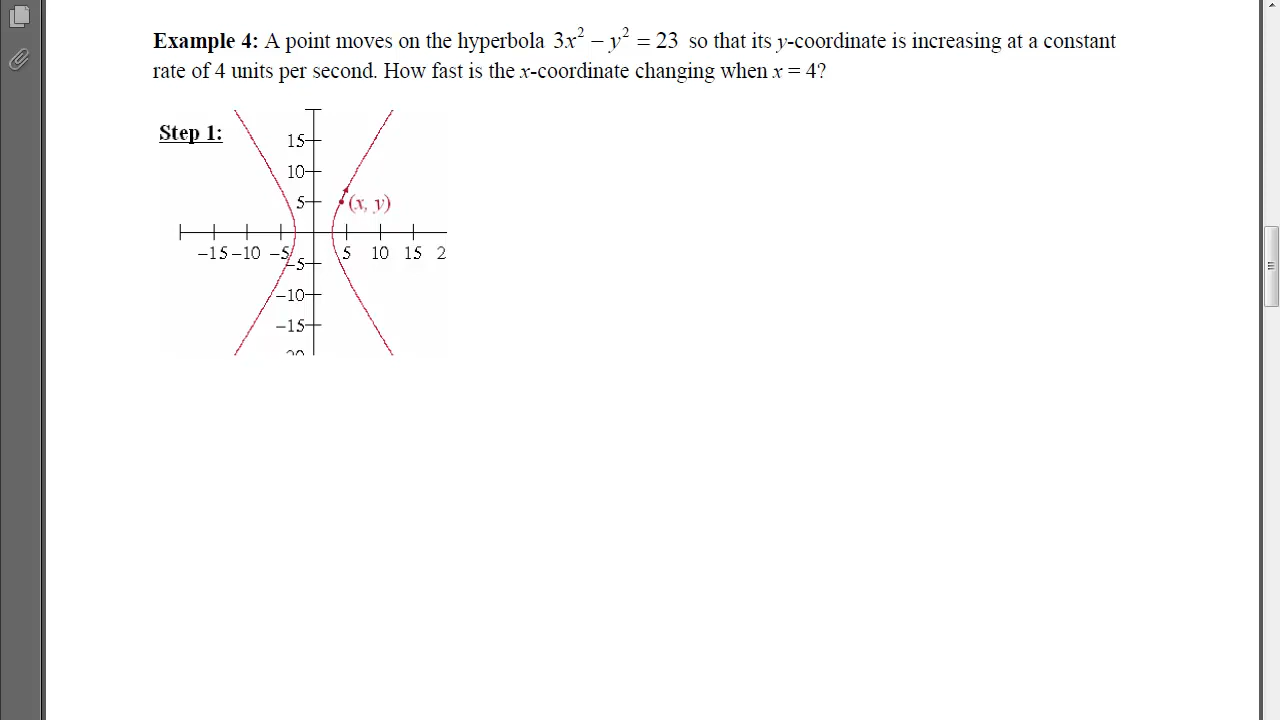 Example 4: A point moves on the hyperbola 3x² − y² = 23 so that its y-coordinate is increasing at a constant
rate of 4 units per second. How fast is the x-coordinate changing when x = 4?
Step 1:
15
10
5
(x, y)
−15 −10 −5 5 10 15 2
−5
−10
−15